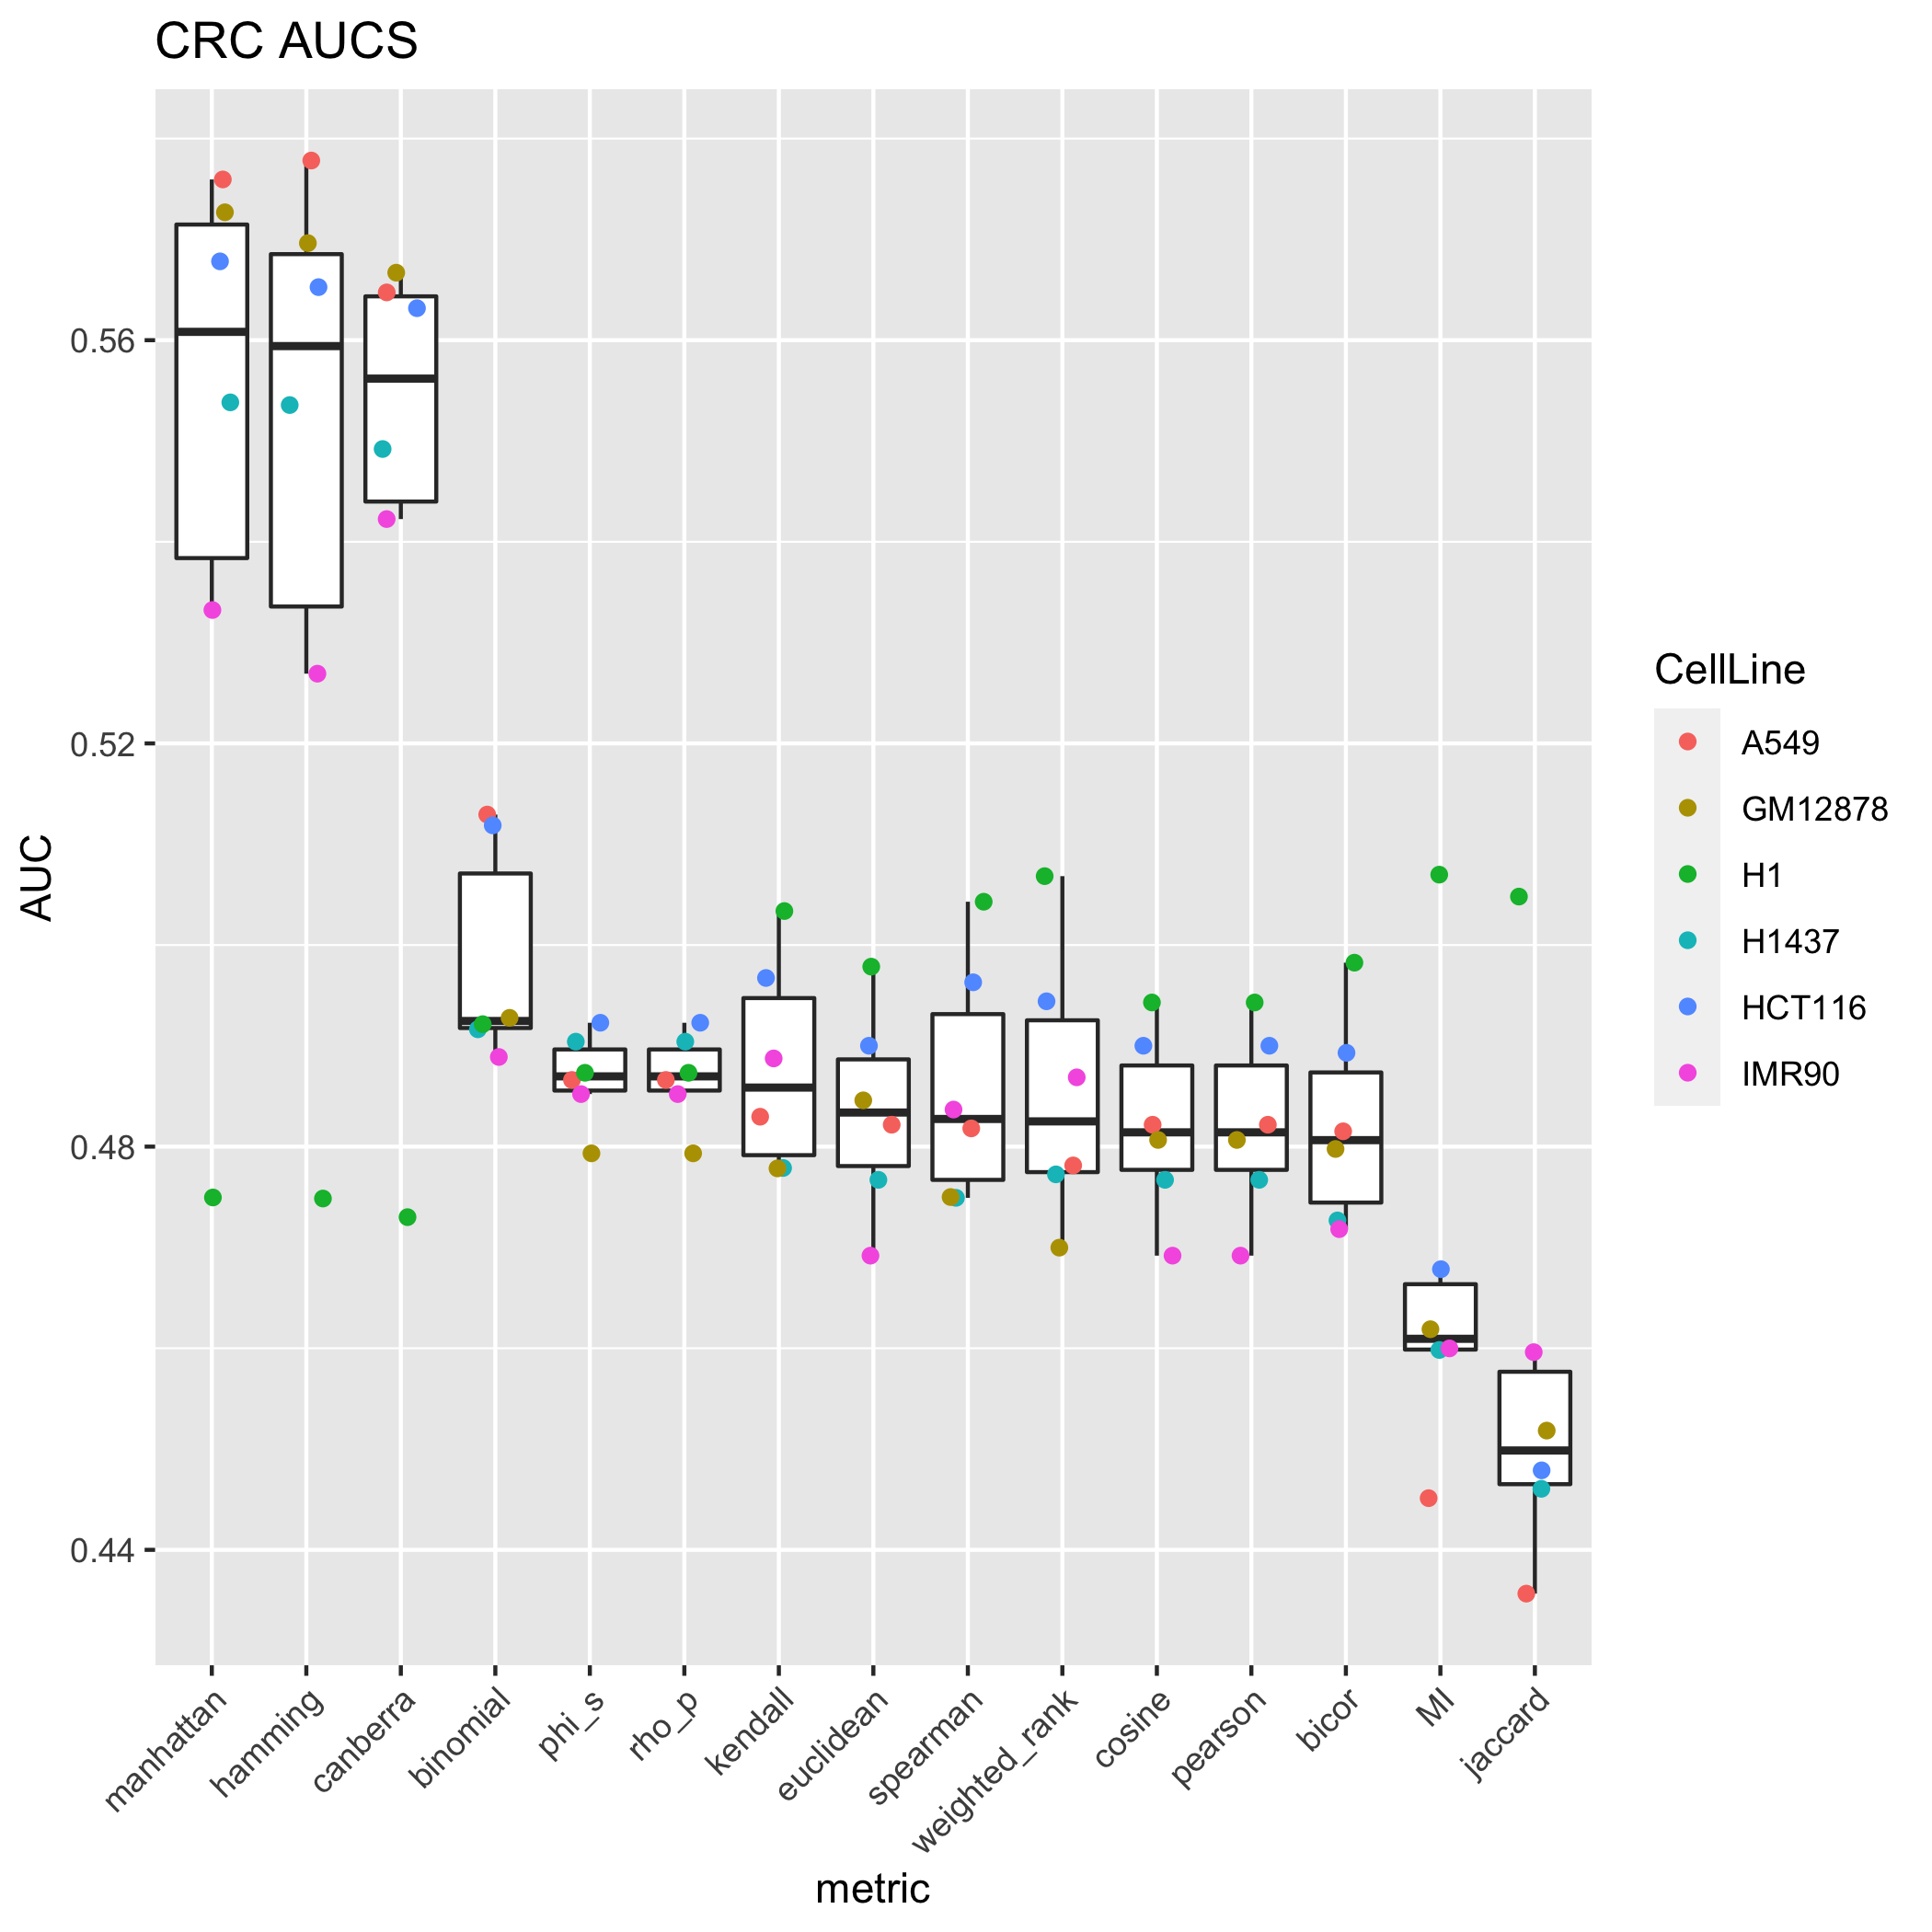 CRC AUCS
AUC
0.56
0.52
0.48
0.44
manhattan
hamming
canberra
binomial
phi_s
rho_p
kendall
euclidean
spearman
weighted_rank
cosine
pearson
bicor
MI
jaccard
metric
CellLine
A549
GM12878
H1
H1437
HCT116
IMR90